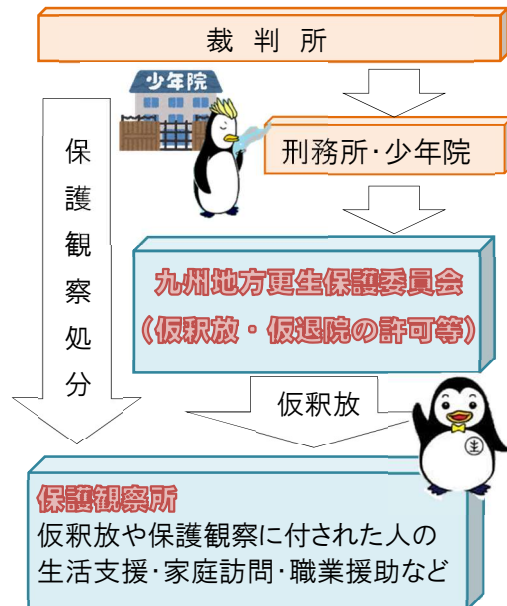 裁判所
少年院
刑務所・少年院
保護観察処分
九州地方更生保護委員会
（仮釈放・仮退院の許可等）
仮釈放
生
保護観察所
仮釈放や保護観察に付された人の
生活支援・家庭訪問・職業援助など